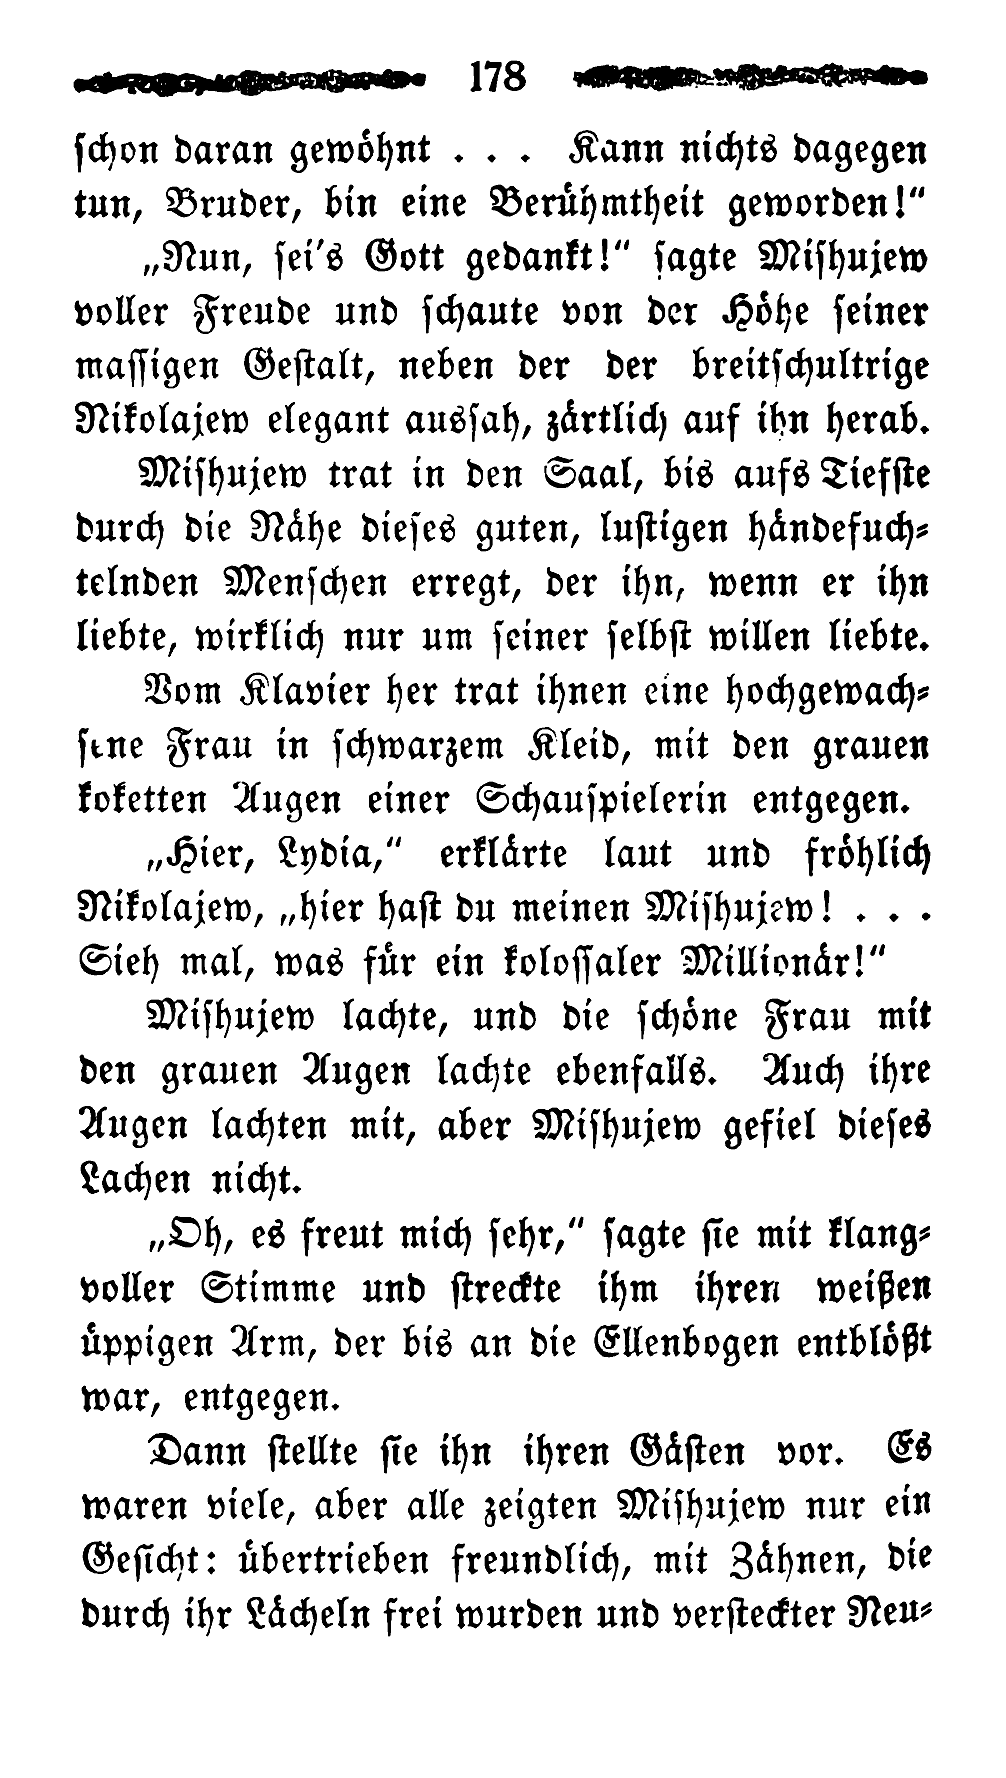 178
schon daran gewöhnt . . . Kann nichts dagegen
tun, Bruder, bin eine Berühmtheit geworden!“
„Nun, sei's Gott gedankt!“ sagte Mishujew
voller Freude und schaute von der Höhe seiner
massigen Gestalt, neben der der breitschultrige
Nikolajew elegant aussah, zärtlich auf ihn herab.
Mishujew trat in den Saal, bis aufs Tiefste
durch die Nähe dieses guten, lustigen händefuch-
telnden Menschen erregt, der ihn, wenn er ihn
liebte, wirklich nur um seiner selbst willen liebte.
Vom Klavier her trat ihnen eine hochgewach-
sene Frau in schwarzem Kleid, mit den grauen
koketten Augen einer Schauspielerin entgegen.
„Hier, Lydia,“ erklärte laut und fröhlich
Nikolajew, „hier hast du meinen Mishujew! . . .
Sieh mal, was für ein kolossaler Millionär!“
Mishujew lachte, und die schöne Frau mit
den grauen Augen lachte ebenfalls. Auch ihre
Augen lachten mit, aber Mishujew gefiel dieses
Lachen nicht.
„Oh, es freut mich sehr,“ sagte sie mit klang-
voller Stimme und streckte ihm ihren weißen
üppigen Arm, der bis an die Ellenbogen entblößt
war, entgegen.
Dann stellte sie ihn ihren Gästen vor. Es
waren viele, aber alle zeigten Mishujew nur ein
Gesicht: übertrieben freundlich, mit Zähnen, die
durch ihr Lächeln frei wurden und versteckter Neu-